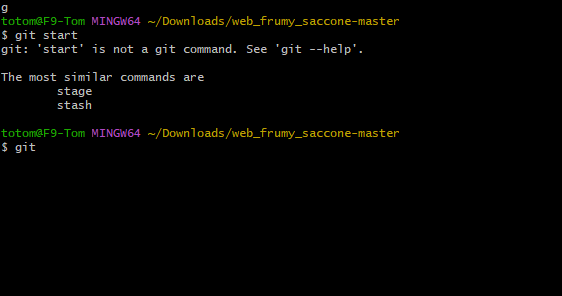 g
totom@F9-Tom MINGW64 ~/Downloads/web_frumy_saccone-master
$ git start
git: 'start' is not a git command. See 'git --help'.
The most similar commands are
stage
stash
totom@F9-Tom MINGW64 ~/Downloads/web_frumy_saccone-master
$ git